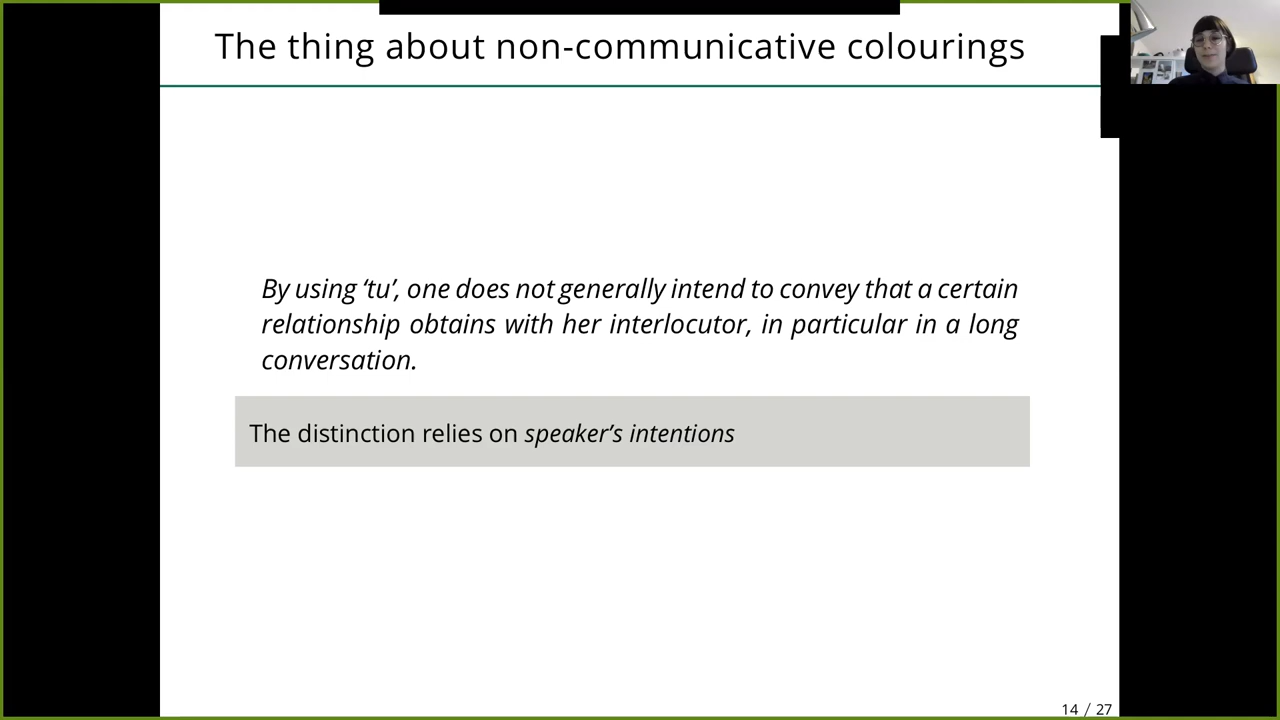 The thing about non-communicative colourings
By using ‘tu’, one does not generally intend to convey that a certain
relationship obtains with her interlocutor, in particular in a long
conversation.
The distinction relies on speaker’s intentions
14 / 27